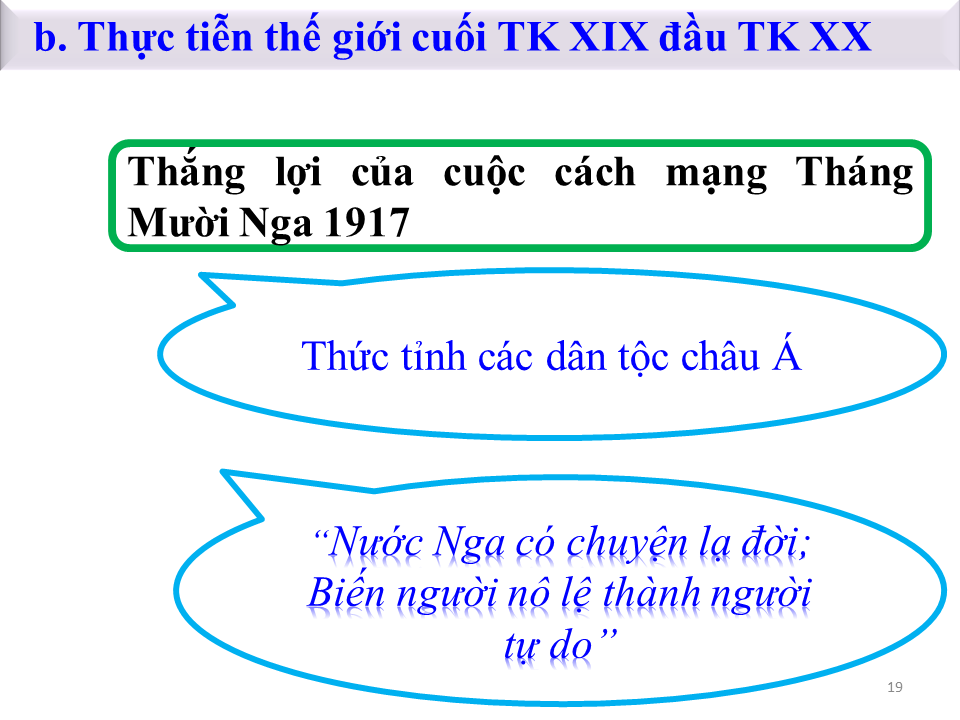 b. Thực tiễn thế giới cuối TK XIX đầu TK XX
Thắng lợi của cuộc cách mạng Tháng
Mười Nga 1917
Thức tỉnh các dân tộc châu Á
“Nước Nga có chuyện lạ đời;
Biến người nô lệ thành người
tự do”
19